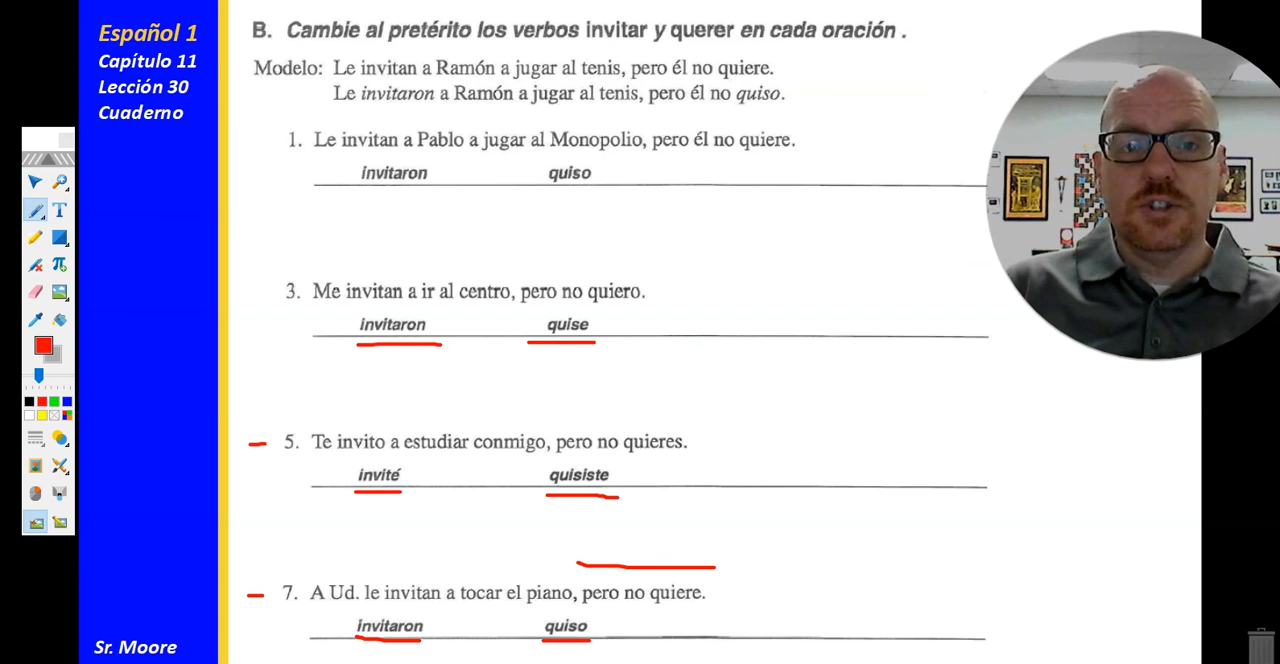 Español 1
Capítulo 11
Lección 30
Cuaderno
B. Cambie al pretérito los verbos invitar y querer en cada oración .
Modelo: Le invitan a Ramón a jugar al tenis, pero él no quiere.
Le invitaron a Ramón a jugar al tenis, pero él no quiso.
1. Le invitan a Pablo a jugar al Monopolio, pero él no quiere.
invitaron quiso
3. Me invitan a ir al centro, pero no quiero.
invitaron quise
5. Te invito a estudiar conmigo, pero no quieres.
invité quisiste
7. A Ud. le invitan a tocar el piano, pero no quiere.
invitaron quiso
Sr. Moore